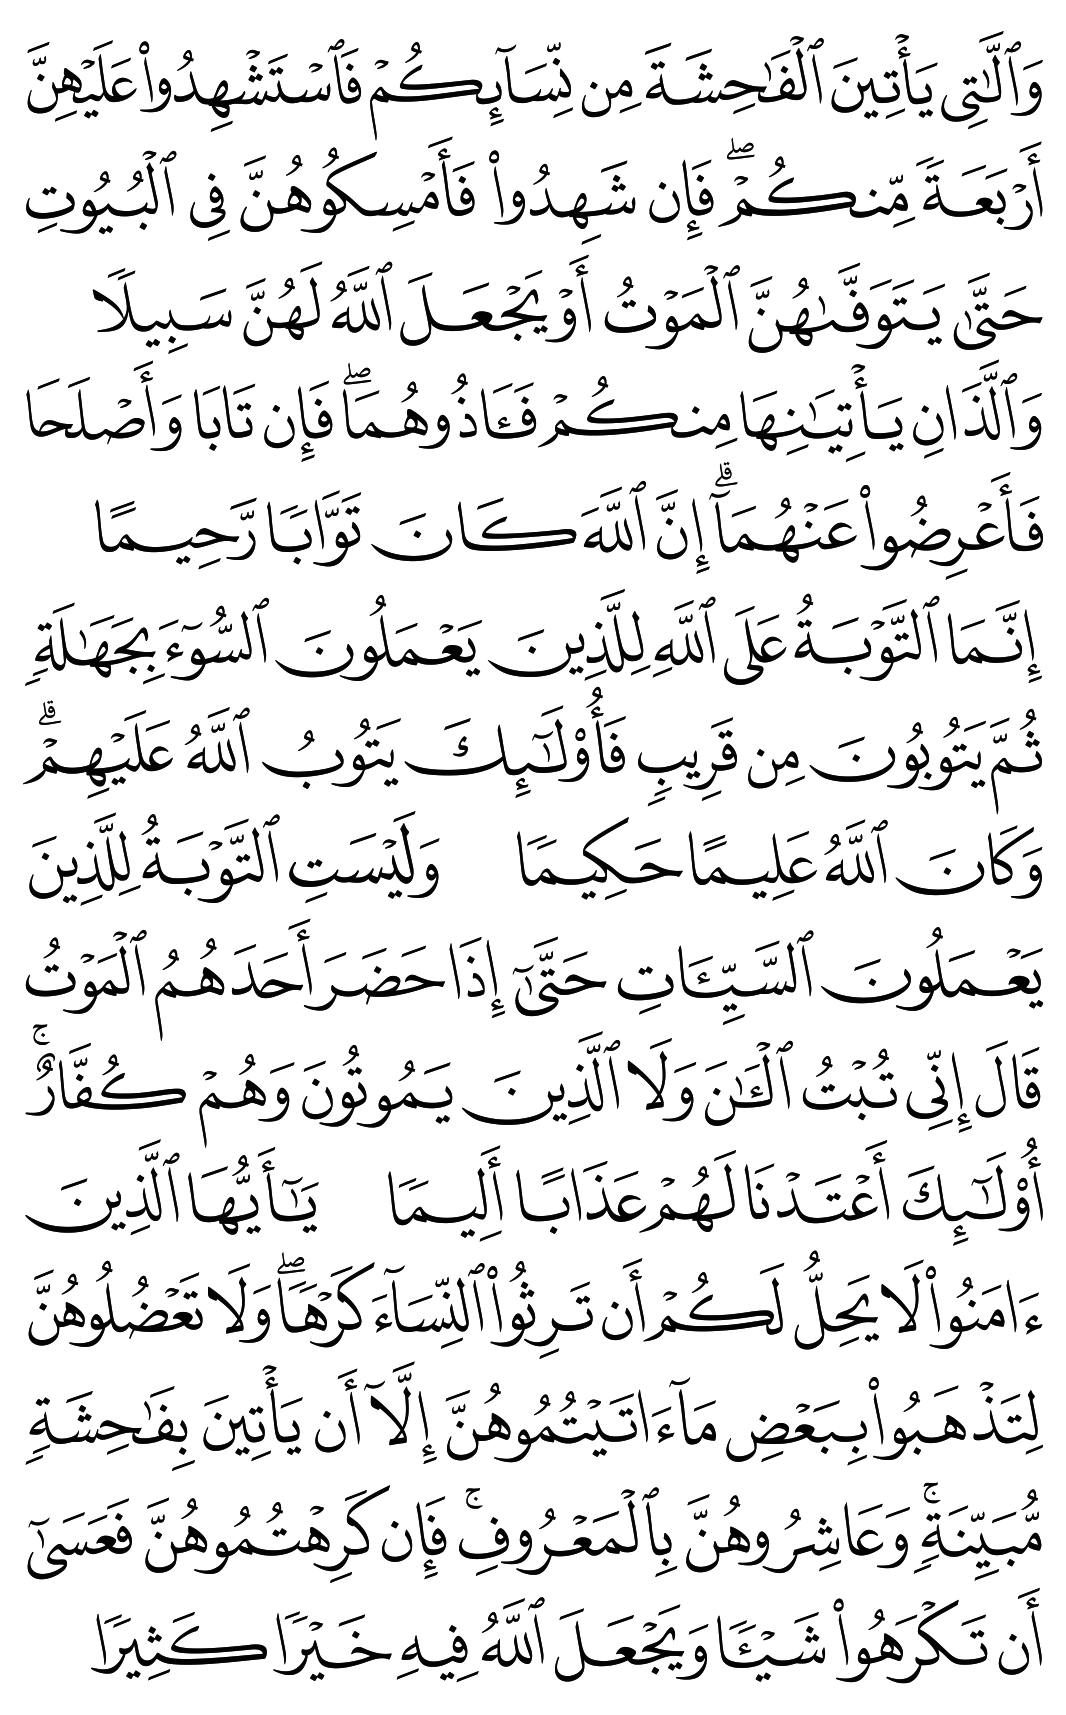 وَٱلَّٰتِى يَأْتِينَ ٱلْفَٰحِشَةَ مِن نِّسَآئِكُمْ فَٱسْتَشْهِدُوا۟ عَلَيْهِنَّ
أَرْبَعَةً مِّنكُمْ ۖ فَإِن شَهِدُوا۟ فَأَمْسِكُوهُنَّ فِى ٱلْبُيُوتِ
حَتَّىٰ يَتَوَفَّىٰهُنَّ ٱلْمَوْتُ أَوْ يَجْعَلَ ٱللَّهُ لَهُنَّ سَبِيلًا
وَٱلَّذَانِ يَأْتِيَٰنِهَا مِنكُمْ فَـَٔاذُوهُمَا ۖ فَإِن تَابَا وَأَصْلَحَا
فَأَعْرِضُوا۟ عَنْهُمَآ ۗ إِنَّ ٱللَّهَ كَانَ تَوَّابًا رَّحِيمًا
إِنَّمَا ٱلتَّوْبَةُ عَلَى ٱللَّهِ لِلَّذِينَ يَعْمَلُونَ ٱلسُّوٓءَ بِجَهَٰلَةٍ
ثُمَّ يَتُوبُونَ مِن قَرِيبٍ فَأُو۟لَٰٓئِكَ يَتُوبُ ٱللَّهُ عَلَيْهِمْ ۗ
وَكَانَ ٱللَّهُ عَلِيمًا حَكِيمًا وَلَيْسَتِ ٱلتَّوْبَةُ لِلَّذِينَ
يَعْمَلُونَ ٱلسَّيِّـَٔاتِ حَتَّىٰٓ إِذَا حَضَرَ أَحَدَهُمُ ٱلْمَوْتُ
قَالَ إِنِّى تُبْتُ ٱلْـَٰٔنَ وَلَا ٱلَّذِينَ يَمُوتُونَ وَهُمْ كُفَّارٌ ۚ
أُو۟لَٰٓئِكَ أَعْتَدْنَا لَهُمْ عَذَابًا أَلِيمًا يَٰٓأَيُّهَا ٱلَّذِينَ
ءَامَنُوا۟ لَا يَحِلُّ لَكُمْ أَن تَرِثُوا۟ ٱلنِّسَآءَ كَرْهًا ۖ وَلَا تَعْضُلُوهُنَّ
لِتَذْهَبُوا۟ بِبَعْضِ مَآ ءَاتَيْتُمُوهُنَّ إِلَّآ أَن يَأْتِينَ بِفَٰحِشَةٍ
مُّبَيِّنَةٍ ۚ وَعَاشِرُوهُنَّ بِٱلْمَعْرُوفِ ۚ فَإِن كَرِهْتُمُوهُنَّ فَعَسَىٰٓ
أَن تَكْرَهُوا۟ شَيْـًٔا وَيَجْعَلَ ٱللَّهُ فِيهِ خَيْرًا كَثِيرًا